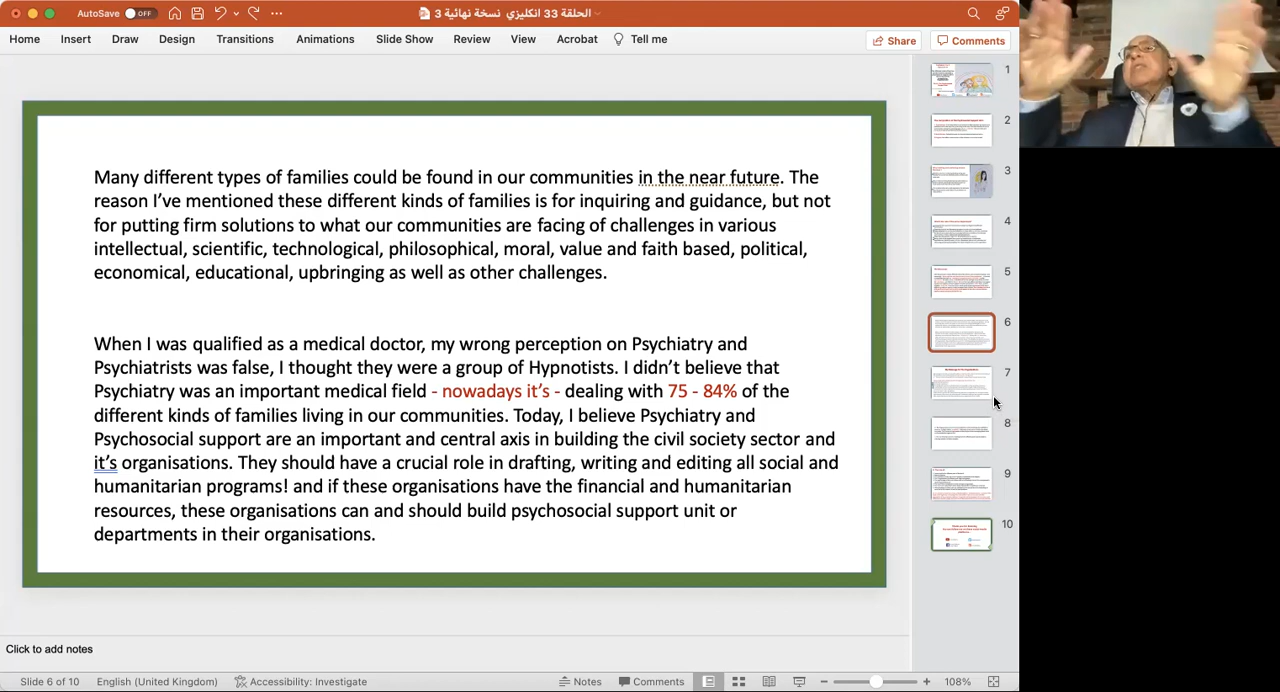 AutoSave OFF
الحلقة 33 انكليزي نسخة نهائية 3
Home Insert Draw Design Transitions Animations Slide Show Review View Acrobat Tell me Share Comments
Many different types of families could be found in our communities in the near future. The
reason I've mentioned these different kinds of families is for inquiring and guidance, but not
for putting firm solutions to what our communities are facing of challenges in various
intellectual, scientific, technological, philosophical, moral, value and faith based, political,
economical, educational, upbringing as well as other challenges.
When I was qualified as a medical doctor, my wrong perception on Psychiatry and
Psychiatrists was false, I thought they were a group of Hypnotists. I didn't believe that
Psychiatry was an important medical field - nowadays it's - dealing with 75 - 84% of the
different kinds of families living in our communities. Today, I believe Psychiatry and
Psychosocial support has an important and central axis in building the civil society sector and
it's organisations. They should have a crucial role in drafting, writing and editing all social and
humanitarian programs! and if these organisations have the financial and humanitarian
resources, these organisations can and should build psychosocial support unit or
departments in their organisations.
1
2
3
4
5
6
7
8
9
10
Click to add notes
Slide 6 of 10 English (United Kingdom) Accessibility: Investigate Notes Comments 108%